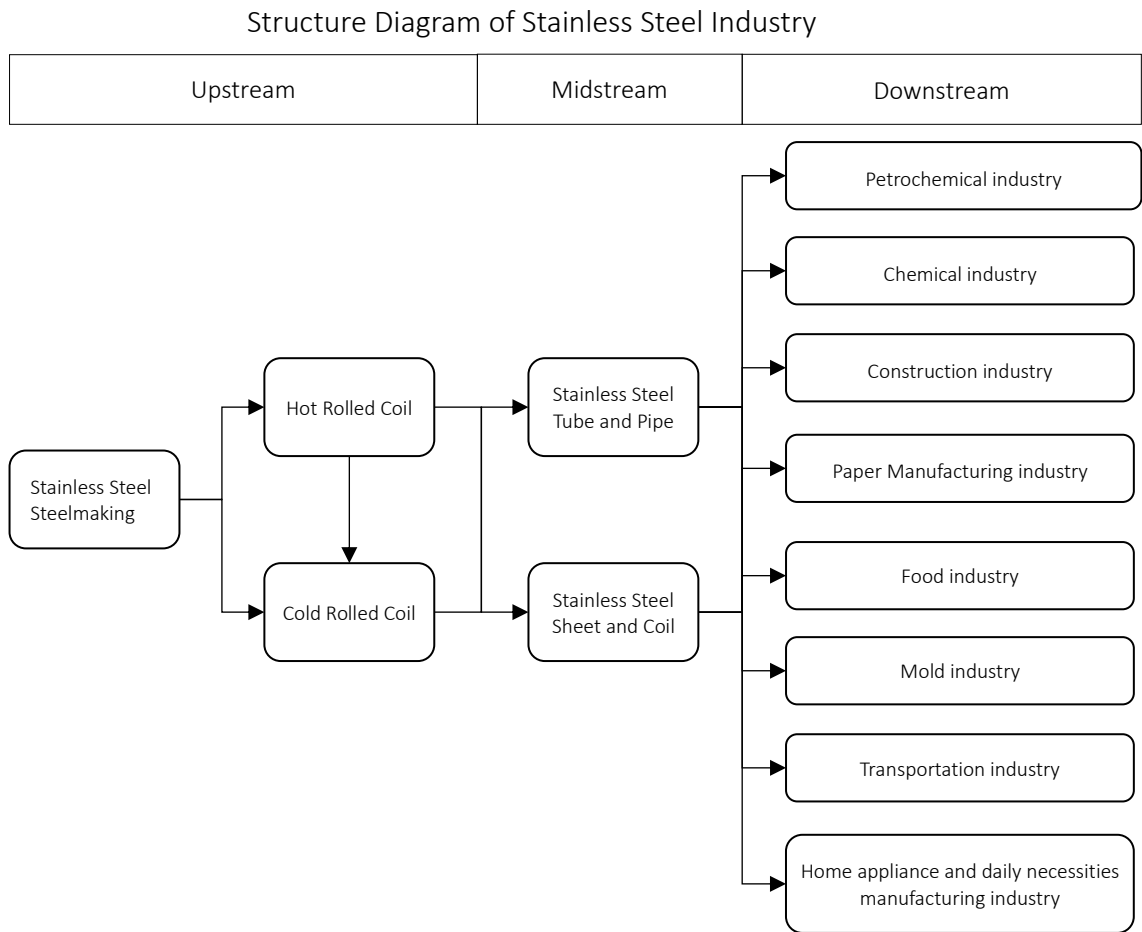 Structure Diagram of Stainless Steel Industry
Upstream
Midstream
Downstream
Stainless Steel
Steelmaking
Hot Rolled Coil
Cold Rolled Coil
Stainless Steel
Tube and Pipe
Stainless Steel
Sheet and Coil
Petrochemical industry
Chemical industry
Construction industry
Paper Manufacturing industry
Food industry
Mold industry
Transportation industry
Home appliance and daily necessities
manufacturing industry